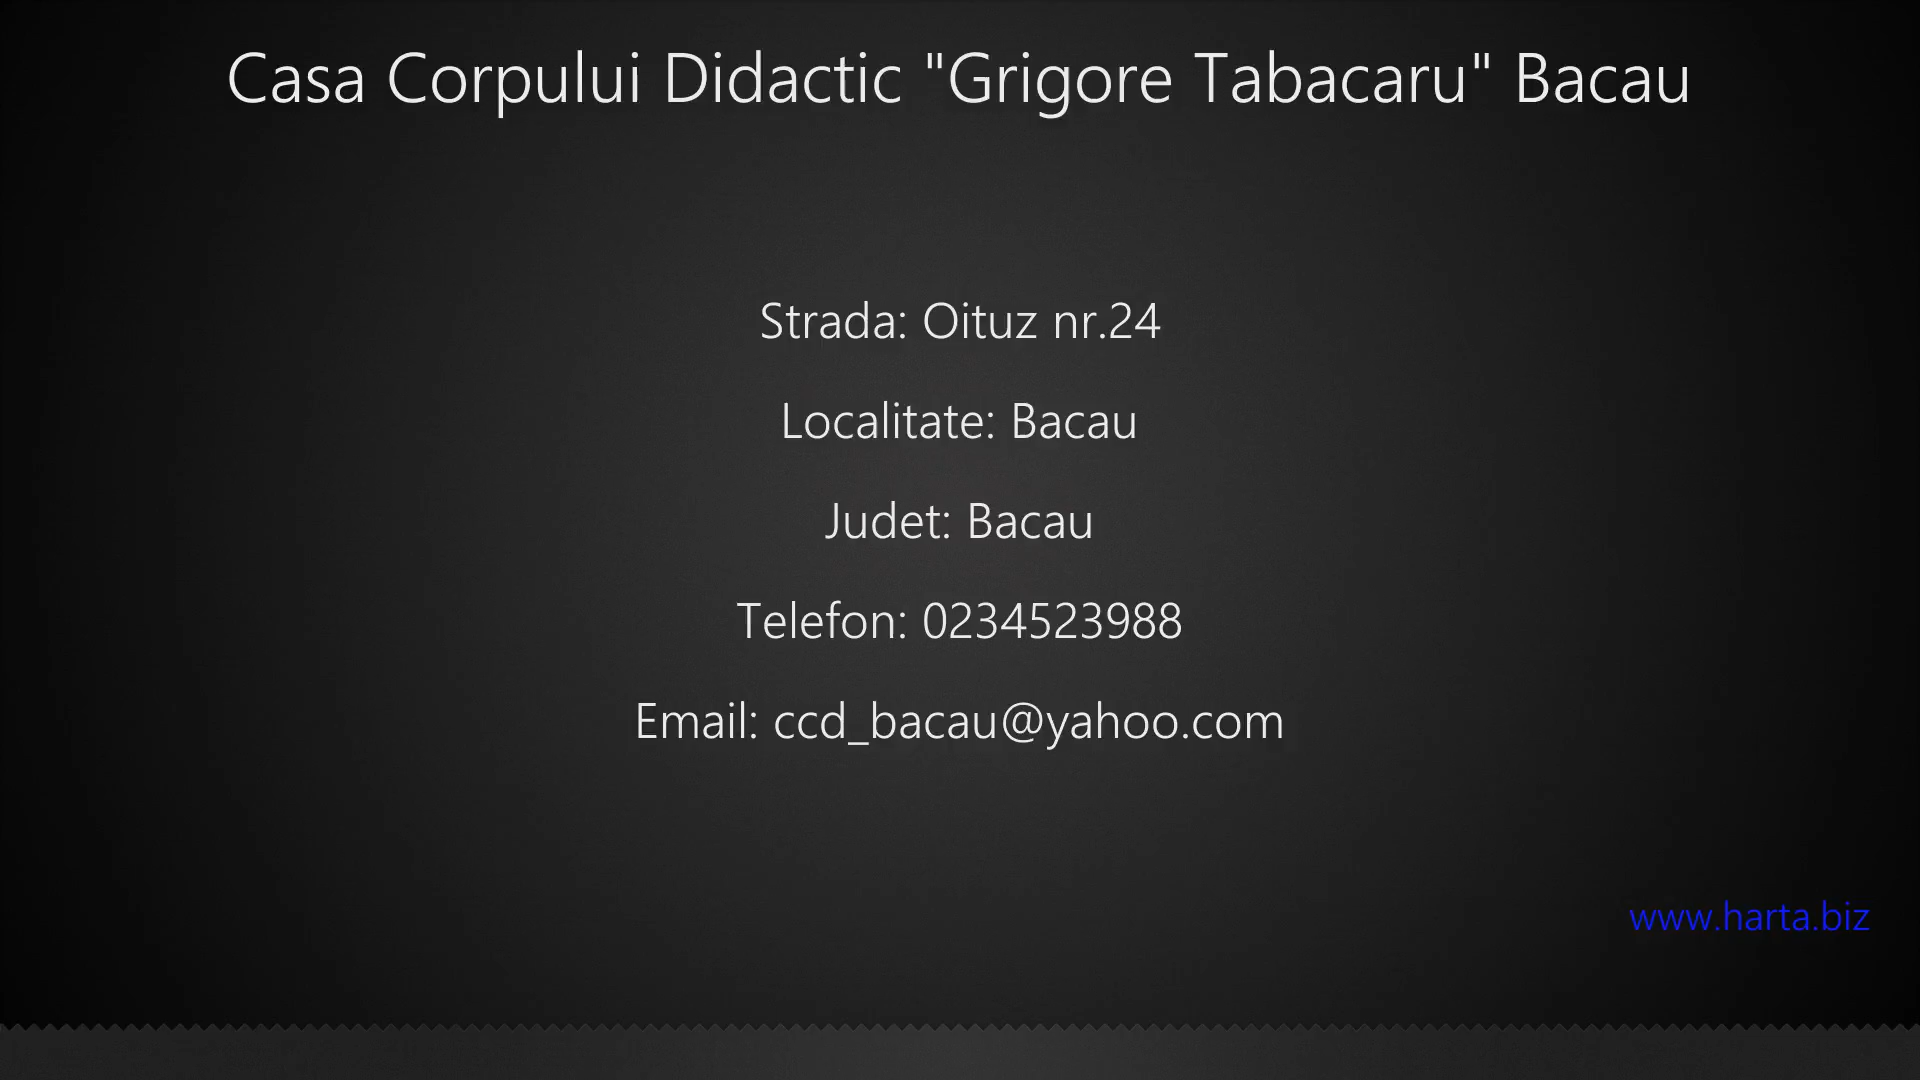 Casa Corpului Didactic "Grigore Tabacaru" Bacau
Strada: Oituz nr.24
Localitate: Bacau
Judet: Bacau
Telefon: 0234523988
Email: ccd_bacau@yahoo.com
www.harta.biz